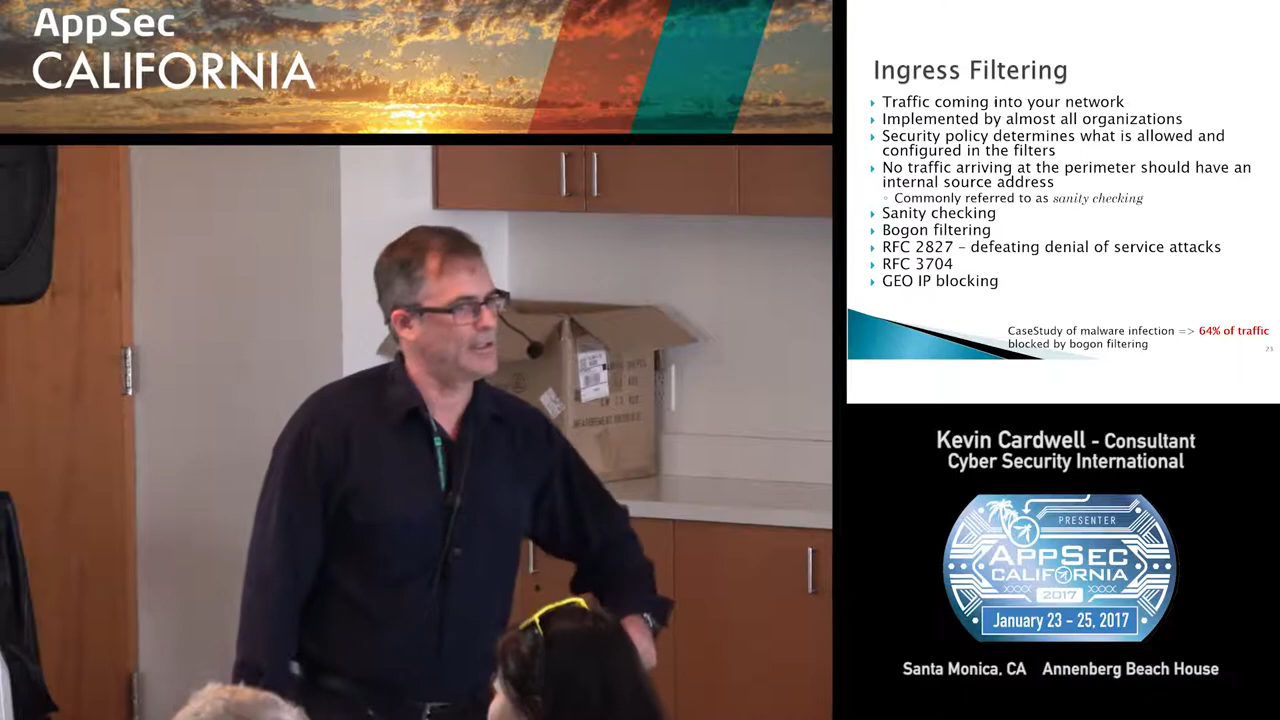 AppSec
CALIFORNIA
Ingress Filtering
Traffic coming into your network
Implemented by almost all organizations
Security policy determines what is allowed and
configured in the filters
No traffic arriving at the perimeter should have an
internal source address
Commonly referred to as sanity checking
Sanity checking
Bogon filtering
RFC 2827 – defeating denial of service attacks
RFC 3704
GEO IP blocking
CaseStudy of malware infection => 64% of traffic
blocked by bogon filtering
23
Kevin Cardwell - Consultant
Cyber Security International
PRESENTER
APPSEC
CALIFORNIA
XXXX 2017 XXXX
January 23 - 25, 2017
Santa Monica, CA Annenberg Beach House